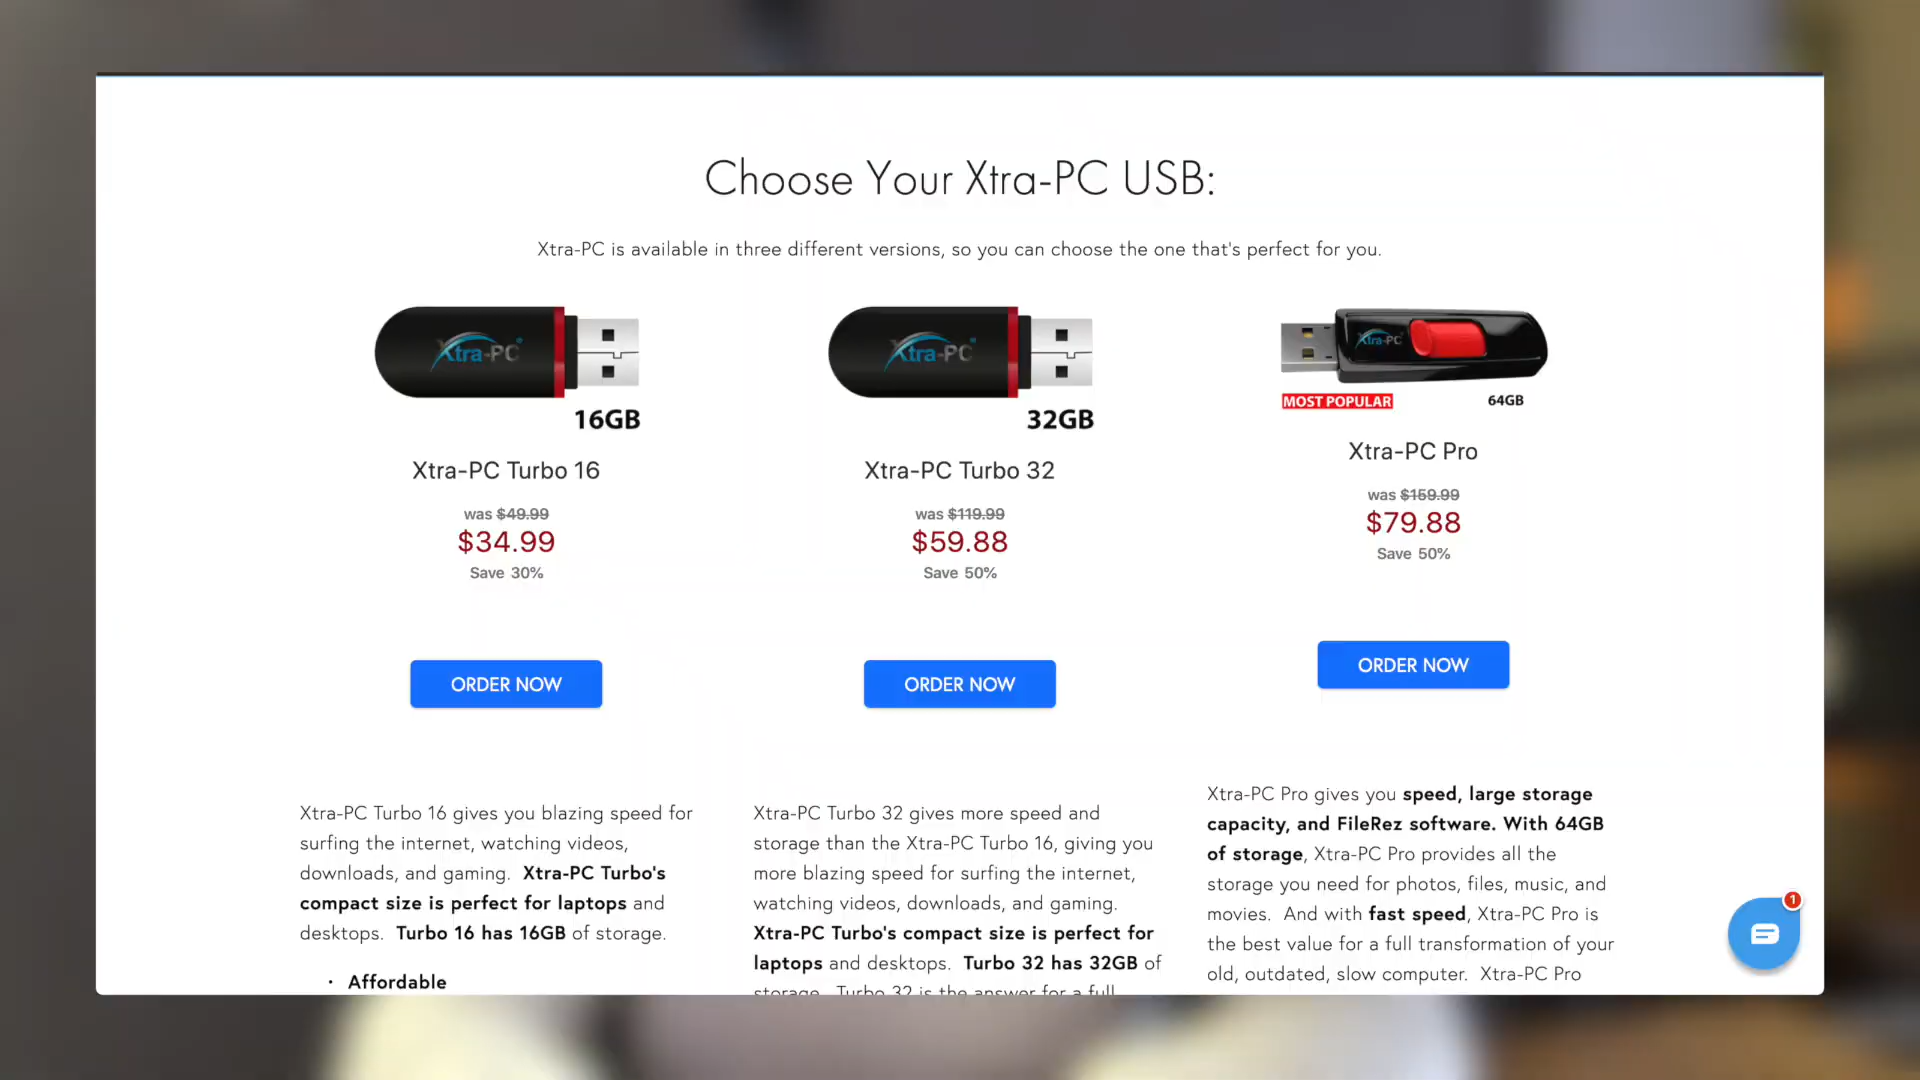 Choose Your Xtra-PC USB:
Xtra-PC is available in three different versions, so you can choose the one that's perfect for you.
Xtra-PC
16GB
Xtra-PC Turbo 16
was $49.99
$34.99
Save 30%
ORDER NOW
Xtra-PC Turbo 16 gives you blazing speed for
surfing the internet, watching videos,
downloads, and gaming. Xtra-PC Turbo's
compact size is perfect for laptops and
desktops. Turbo 16 has 16GB of storage.
• Affordable
Xtra-PC
32GB
Xtra-PC Turbo 32
was $119.99
$59.88
Save 50%
ORDER NOW
Xtra-PC Turbo 32 gives more speed and
storage than the Xtra-PC Turbo 16, giving you
more blazing speed for surfing the internet,
watching videos, downloads, and gaming.
Xtra-PC Turbo's compact size is perfect for
laptops and desktops. Turbo 32 has 32GB of
storage. Turbo 32 is the answer for a full
Xtra-PC
MOST POPULAR
64GB
Xtra-PC Pro
was $159.99
$79.88
Save 50%
ORDER NOW
Xtra-PC Pro gives you speed, large storage
capacity, and FileRez software. With 64GB
of storage, Xtra-PC Pro provides all the
storage you need for photos, files, music, and
movies. And with fast speed, Xtra-PC Pro is
the best value for a full transformation of your
old, outdated, slow computer. Xtra-PC Pro
1